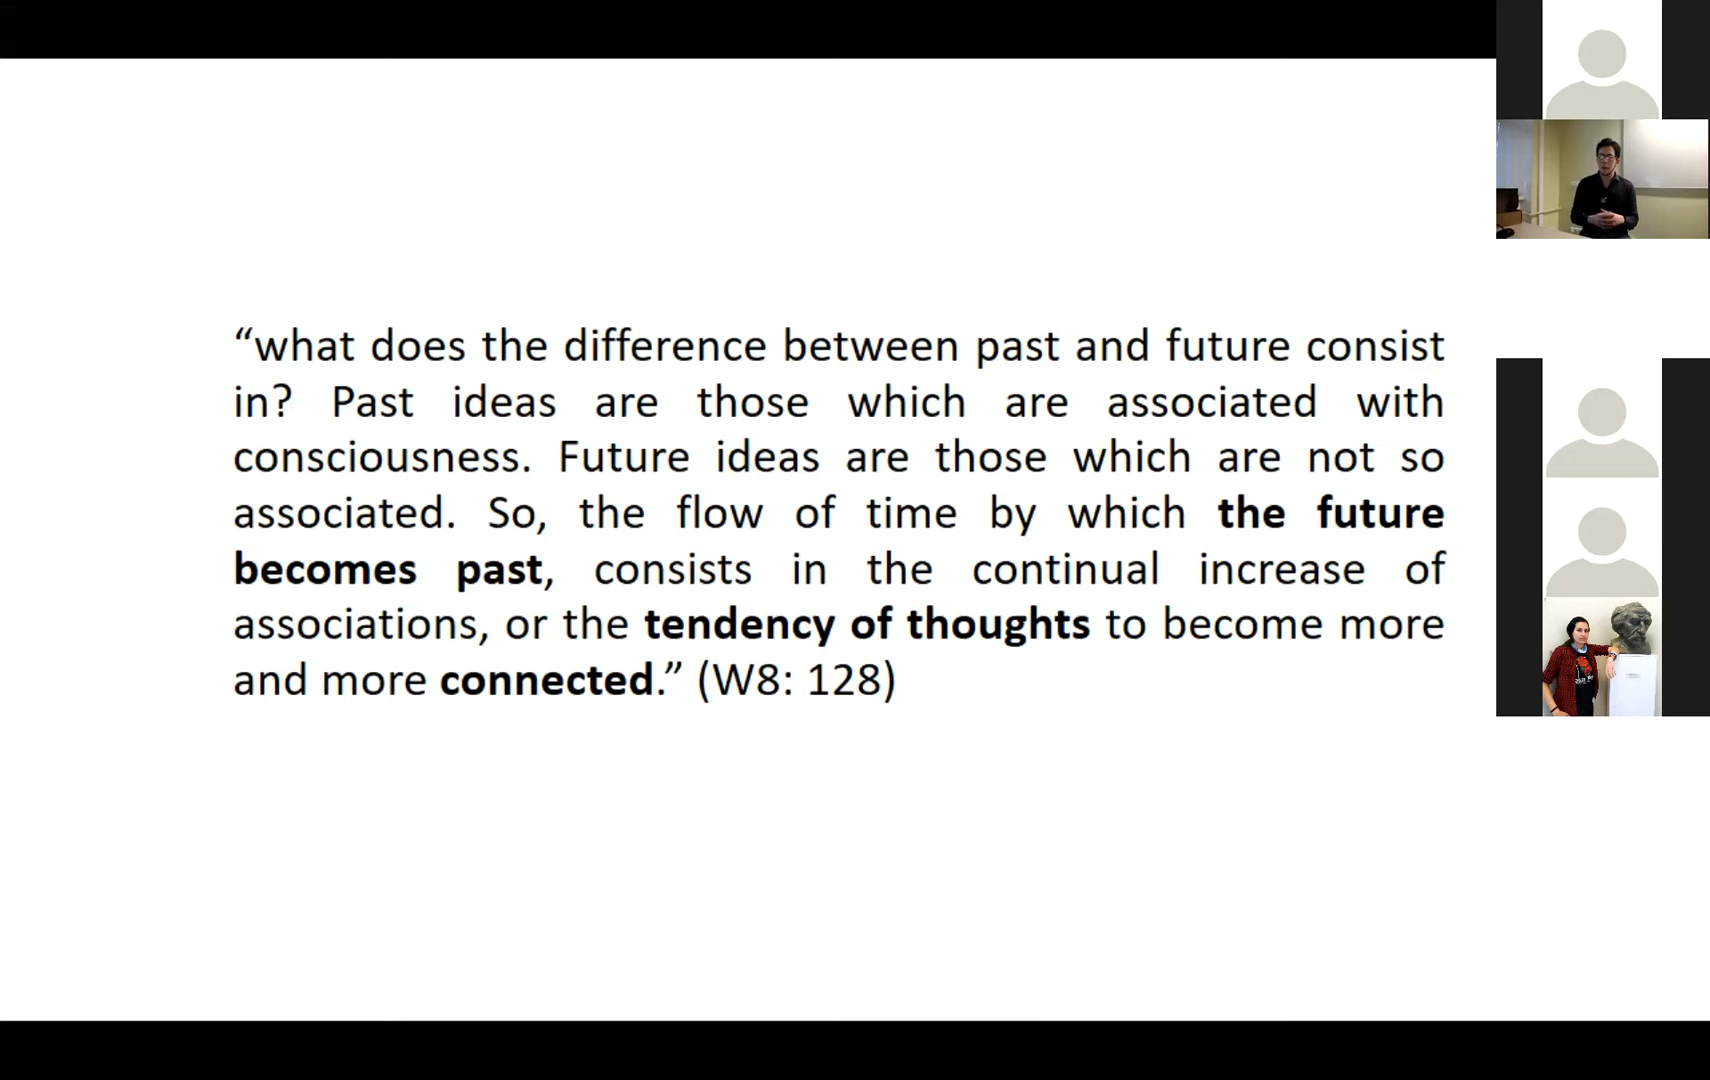 “what does the difference between past and future consist
in? Past ideas are those which are associated with
consciousness. Future ideas are those which are not so
associated. So, the flow of time by which the future
becomes past, consists in the continual increase of
associations, or the tendency of thoughts to become more
and more connected.” (W8: 128)